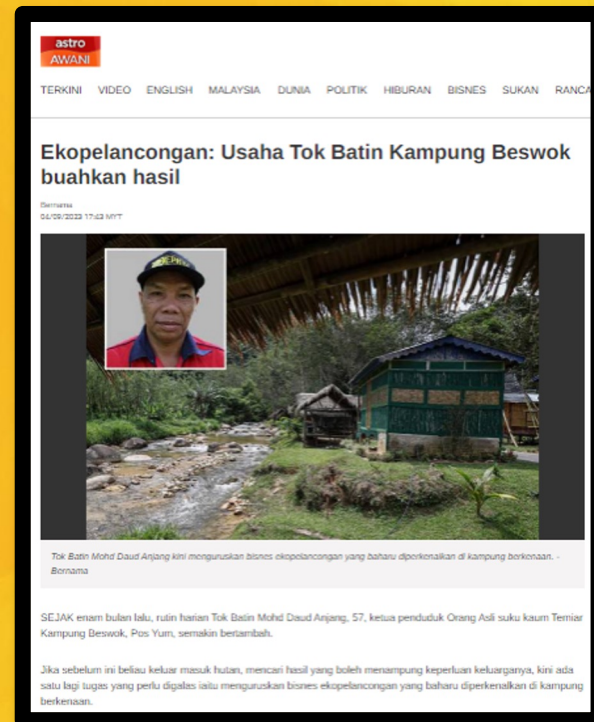 astro
AWANI
TERKINI VIDEO ENGLISH MALAYSIA DUNIA POLITIK HIBURAN BISNES SUKAN RANCA
Ekopelancongan: Usaha Tok Batin Kampung Beswok
buahkan hasil
Bernama
04/09/2023 17:43 MYT
Tok Batin Mohd Daud Anjang kini menguruskan bisnes ekopelancongan yang baharu diperkenalkan di kampung berkenaan. -
Bernama
SEJAK enam bulan lalu, rutin harian Tok Batin Mohd Daud Anjang, 57, ketua penduduk Orang Asli suku kaum Temiar
Kampung Beswok, Pos Yum, semakin bertambah.
Jika sebelum ini beliau keluar masuk hutan, mencari hasil yang boleh menampung keperluan keluarganya, kini ada
satu lagi tugas yang perlu digalas iaitu menguruskan bisnes ekopelancongan yang baharu diperkenalkan di kampung
berkenaan.